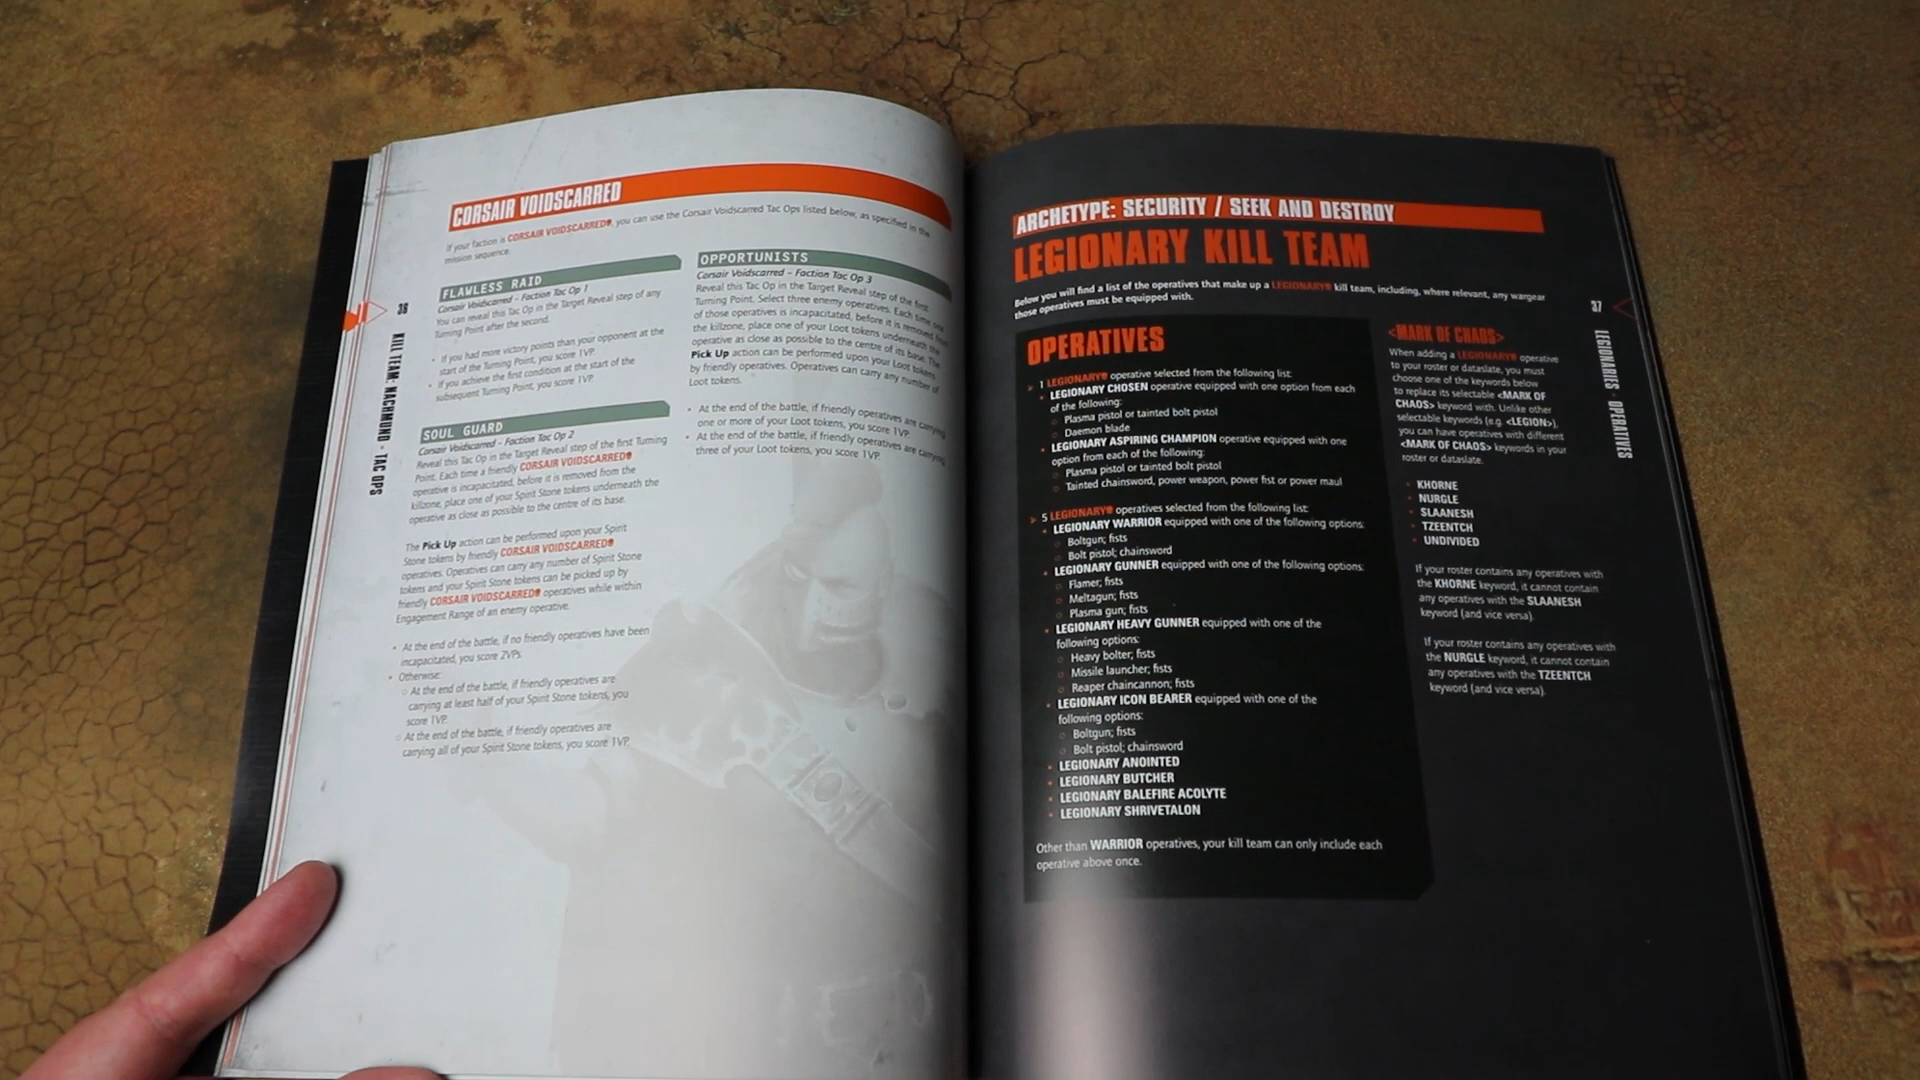 CORSAIR VOIDSCARRED
If your faction is CORSAIR VOIDSCARRED, you can use the Corsair Voidscarred Tac Ops listed below, as specified in the
mission sequence.
FLAWLESS RAID
Corsair Voidscarred – Faction Tac Op 1
You can reveal this Tac Op in the Target Reveal step of any
Turning Point after the second.
• If you had more victory points than your opponent at the
start of the Turning Point, you score 1VP.
• If you achieve the first condition at the start of the
subsequent Turning Point, you score 1VP.
SOUL GUARD
Corsair Voidscarred – Faction Tac Op 2
Reveal this Tac Op in the Target Reveal step of the first Turning
Point. Each time a friendly CORSAIR VOIDSCARRED
operative is incapacitated, before it is removed from the
killzone, place one of your Spirit Stone tokens underneath the
operative as close as possible to the centre of its base.
The Pick Up action can be performed upon your Spirit
Stone tokens by friendly CORSAIR VOIDSCARRED
operatives. Operatives can carry any number of Spirit Stone
tokens and your Spirit Stone tokens can be picked up by
friendly CORSAIR VOIDSCARRED operatives while within
Engagement Range of an enemy operative.
• At the end of the battle, if no friendly operatives have been
incapacitated, you score 2VPs.
• Otherwise:
○ At the end of the battle, if friendly operatives are
carrying at least half of your Spirit Stone tokens, you
score 1VP.
○ At the end of the battle, if friendly operatives are
carrying all of your Spirit Stone tokens, you score 1VP.
OPPORTUNISTS
Corsair Voidscarred – Faction Tac Op 3
Reveal this Tac Op in the Target Reveal step of the first
Turning Point. Select three enemy operatives. Each time one
of those operatives is incapacitated, before it is removed from
the killzone, place one of your Loot tokens underneath the
operative as close as possible to the centre of its base. The
Pick Up action can be performed upon your Loot tokens
by friendly operatives. Operatives can carry any number of
Loot tokens.
• At the end of the battle, if friendly operatives are carrying
one or more of your Loot tokens, you score 1VP.
• At the end of the battle, if friendly operatives are carrying
three of your Loot tokens, you score 1VP.
36
KILL TEAM: NACHMUND - TAC OPS
ARCHETYPE: SECURITY / SEEK AND DESTROY
LEGIONARY KILL TEAM
Below you will find a list of the operatives that make up a LEGIONARY kill team, including, where relevant, any wargear
those operatives must be equipped with.
OPERATIVES
1 LEGIONARY operative selected from the following list:
• LEGIONARY CHOSEN operative equipped with one option from each
of the following:
○ Plasma pistol or tainted bolt pistol
○ Daemon blade
• LEGIONARY ASPIRING CHAMPION operative equipped with one
option from each of the following:
○ Plasma pistol or tainted bolt pistol
○ Tainted chainsword, power weapon, power fist or power maul
5 LEGIONARY operatives selected from the following list:
• LEGIONARY WARRIOR equipped with one of the following options:
○ Boltgun; fists
○ Bolt pistol; chainsword
• LEGIONARY GUNNER equipped with one of the following options:
○ Flamer; fists
○ Meltagun; fists
○ Plasma gun; fists
• LEGIONARY HEAVY GUNNER equipped with one of the
following options:
○ Heavy bolter; fists
○ Missile launcher; fists
○ Reaper chaincannon; fists
• LEGIONARY ICON BEARER equipped with one of the
following options:
○ Boltgun; fists
○ Bolt pistol; chainsword
• LEGIONARY ANOINTED
• LEGIONARY BUTCHER
• LEGIONARY BALEFIRE ACOLYTE
• LEGIONARY SHRIVETALON
Other than WARRIOR operatives, your kill team can only include each
operative above once.
<MARK OF CHAOS>
When adding a LEGIONARY operative
to your roster or dataslate, you must
choose one of the keywords below
to replace its selectable <MARK OF
CHAOS> keyword with. Unlike other
selectable keywords (e.g. <LEGION>),
you can have operatives with different
<MARK OF CHAOS> keywords in your
roster or dataslate.
• KHORNE
• NURGLE
• SLAANESH
• TZEENTCH
• UNDIVIDED
If your roster contains any operatives with
the KHORNE keyword, it cannot contain
any operatives with the SLAANESH
keyword (and vice versa).
If your roster contains any operatives with
the NURGLE keyword, it cannot contain
any operatives with the TZEENTCH
keyword (and vice versa).
37
LEGIONARIES - OPERATIVES